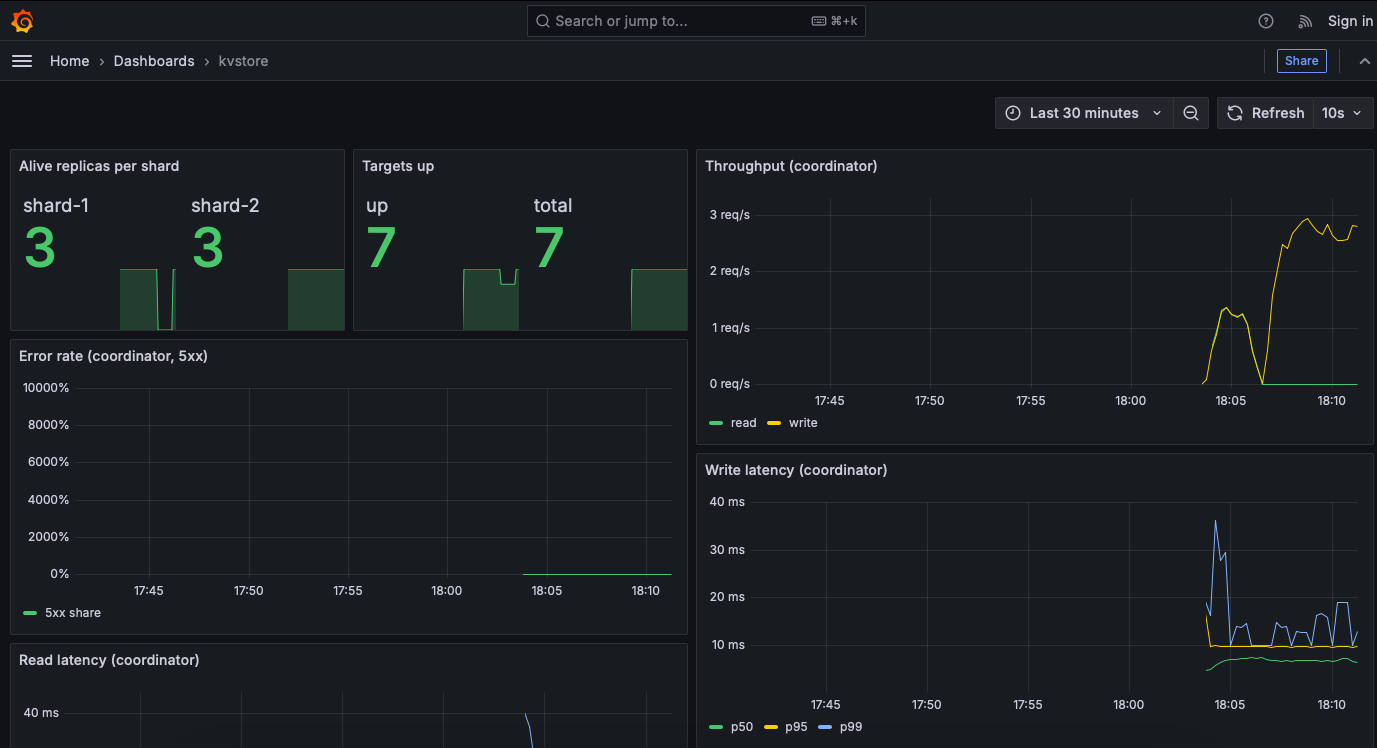 Search or jump to... ⌘+k Sign in
Home › Dashboards › kvstore Share
Last 30 minutes Refresh 10s
Alive replicas per shard
shard-1 shard-2
3 3
Targets up
up total
7 7
Throughput (coordinator)
3 req/s
2 req/s
1 req/s
0 req/s
17:45 17:50 17:55 18:00 18:05 18:10
read write
Error rate (coordinator, 5xx)
10000%
8000%
6000%
4000%
2000%
0%
17:45 17:50 17:55 18:00 18:05 18:10
5xx share
Write latency (coordinator)
40 ms
30 ms
20 ms
10 ms
17:45 17:50 17:55 18:00 18:05 18:10
p50 p95 p99
Read latency (coordinator)
40 ms